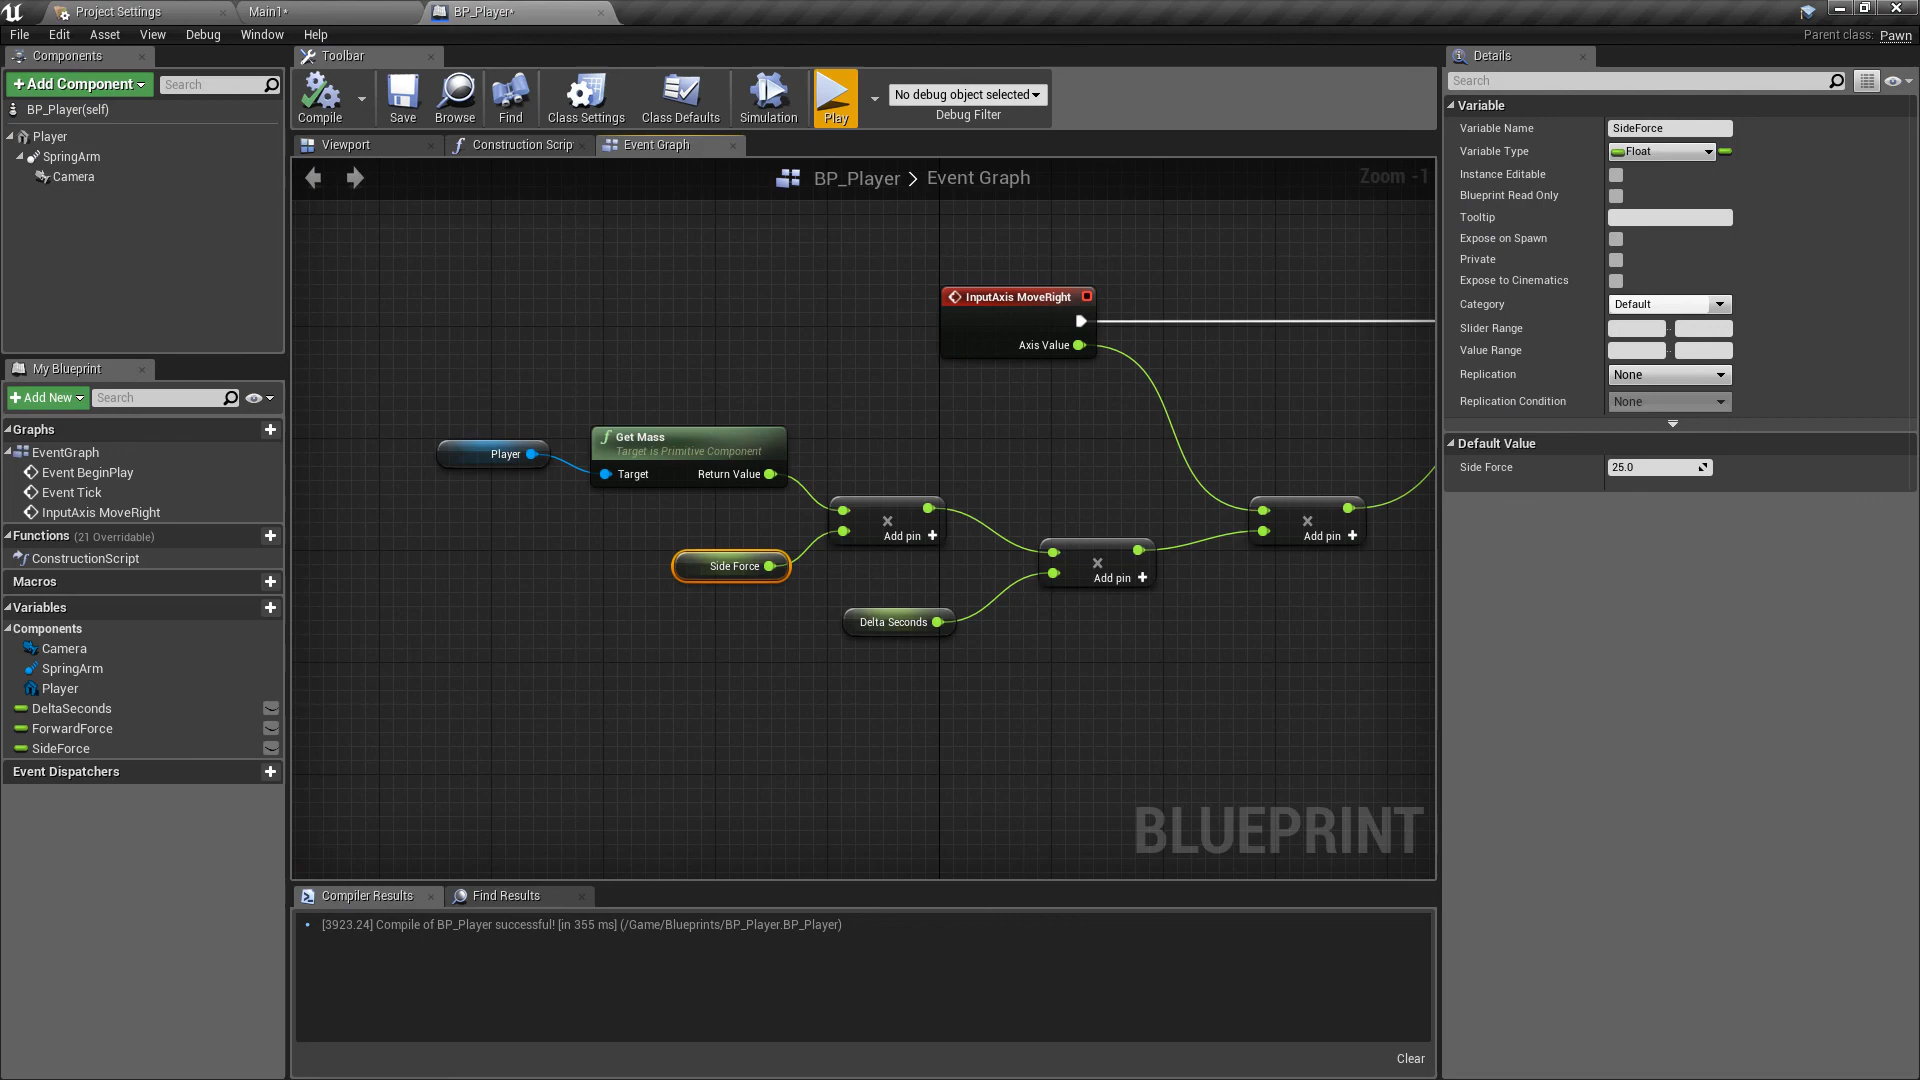 Project Settings
Main1*
BP_Player*
File Edit Asset View Debug Window Help
Parent class: Pawn
Components
+Add Component
Search
BP_Player(self)
Player
SpringArm
Camera
My Blueprint
+Add New
Search
Graphs
EventGraph
Event BeginPlay
Event Tick
InputAxis MoveRight
Functions (21 Overridable)
ConstructionScript
Macros
Variables
Components
Camera
SpringArm
Player
DeltaSeconds
ForwardForce
SideForce
Event Dispatchers
Toolbar
Compile
Save
Browse
Find
Class Settings
Class Defaults
Simulation
Play
No debug object selected
Debug Filter
Viewport
Construction Scrip
Event Graph
BP_Player > Event Graph
Zoom -1
InputAxis MoveRight
Axis Value
Player
Get Mass
Target is Primitive Component
Target
Return Value
Add pin +
Side Force
Add pin +
Delta Seconds
Add pin +
BLUEPRINT
Compiler Results
Find Results
[3923.24] Compile of BP_Player successful! [in 355 ms] (/Game/Blueprints/BP_Player.BP_Player)
Clear
Details
Search
Variable
Variable Name SideForce
Variable Type Float
Instance Editable
Blueprint Read Only
Tooltip
Expose on Spawn
Private
Expose to Cinematics
Category Default
Slider Range
Value Range
Replication None
Replication Condition None
Default Value
Side Force 25.0